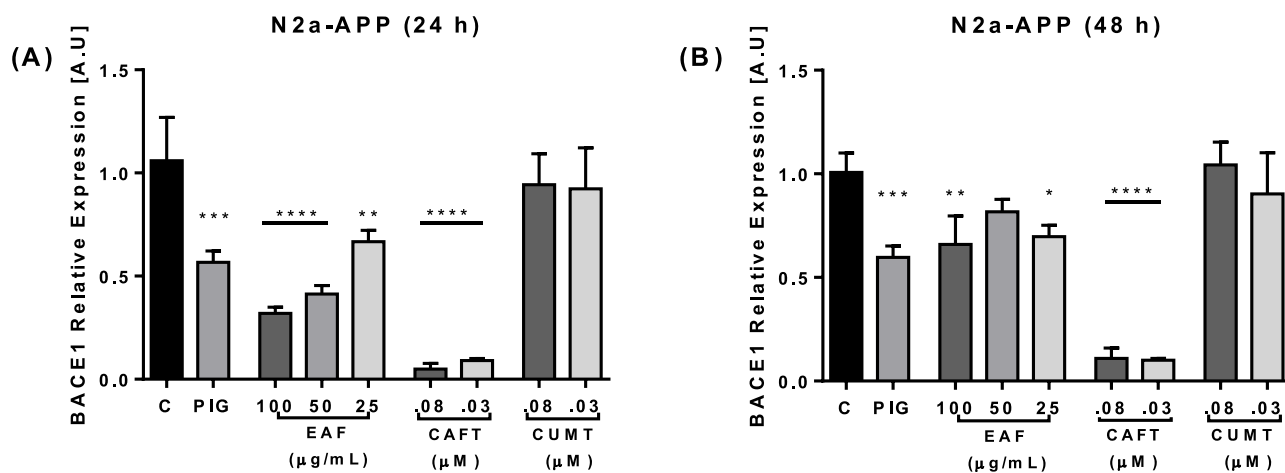 (A)
N2a-APP (24 h)
BACE1 Relative Expression [A.U]
1.5
1.0
0.5
0.0
*** **** ** ****
C PIG 100 50 25 .08 .03 .08 .03
EAF CAFT CUMT
(μg/mL) (μM) (μM)
(B)
N2a-APP (48 h)
BACE1 Relative Expression [A.U]
1.5
1.0
0.5
0.0
*** ** * ****
C PIG 100 50 25 .08 .03 .08 .03
EAF CAFT CUMT
(μg/mL) (μM) (μM)